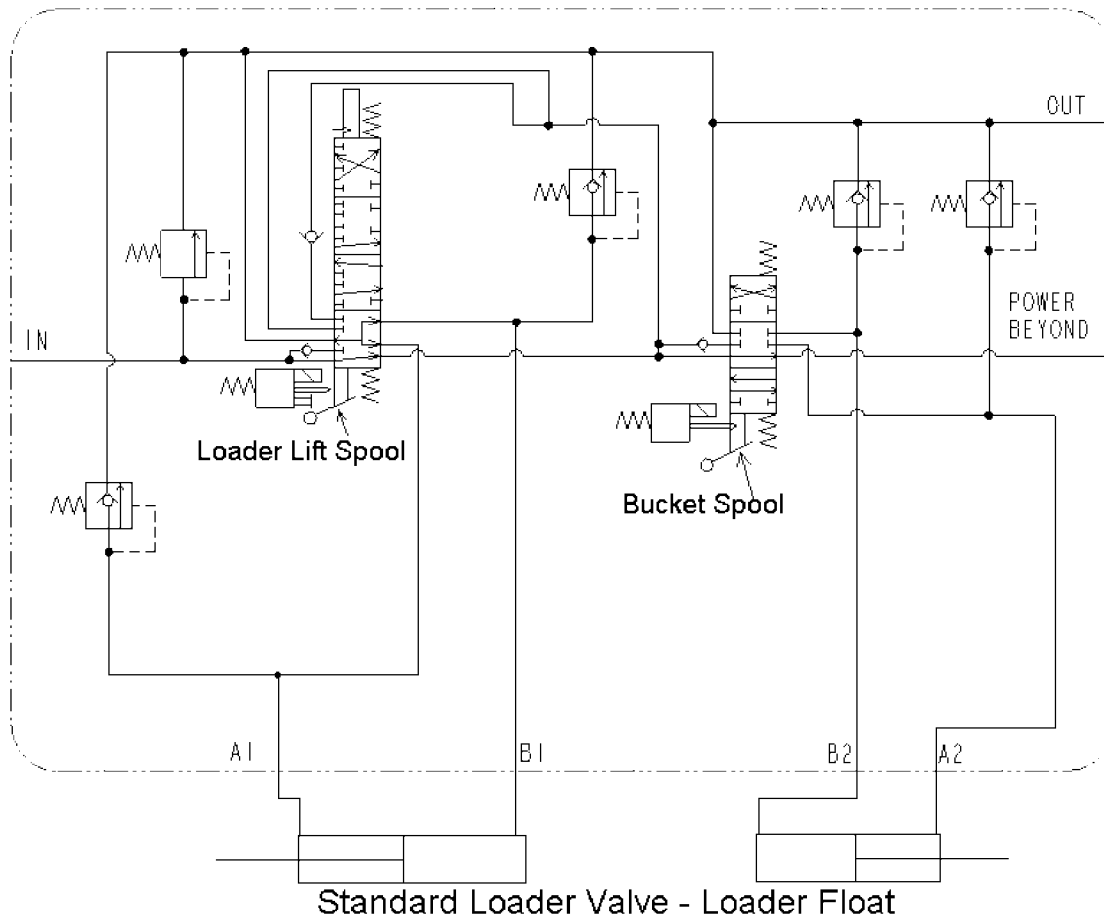 OUT
POWER
BEYOND
IN
Loader Lift Spool
Bucket Spool
A1
B1
B2
A2
Standard Loader Valve - Loader Float